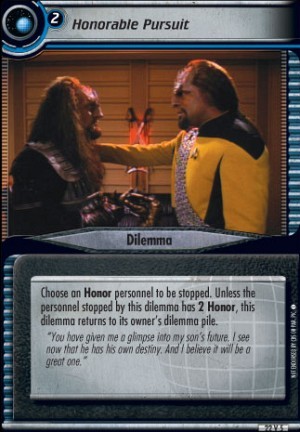 2
Honorable Pursuit
Dilemma
Choose an Honor personnel to be stopped. Unless the
personnel stopped by this dilemma has 2 Honor, this
dilemma returns to its owner's dilemma pile.
"You have given me a glimpse into my son's future. I see
now that he has his own destiny. And I believe it will be a
great one."
22 V 5